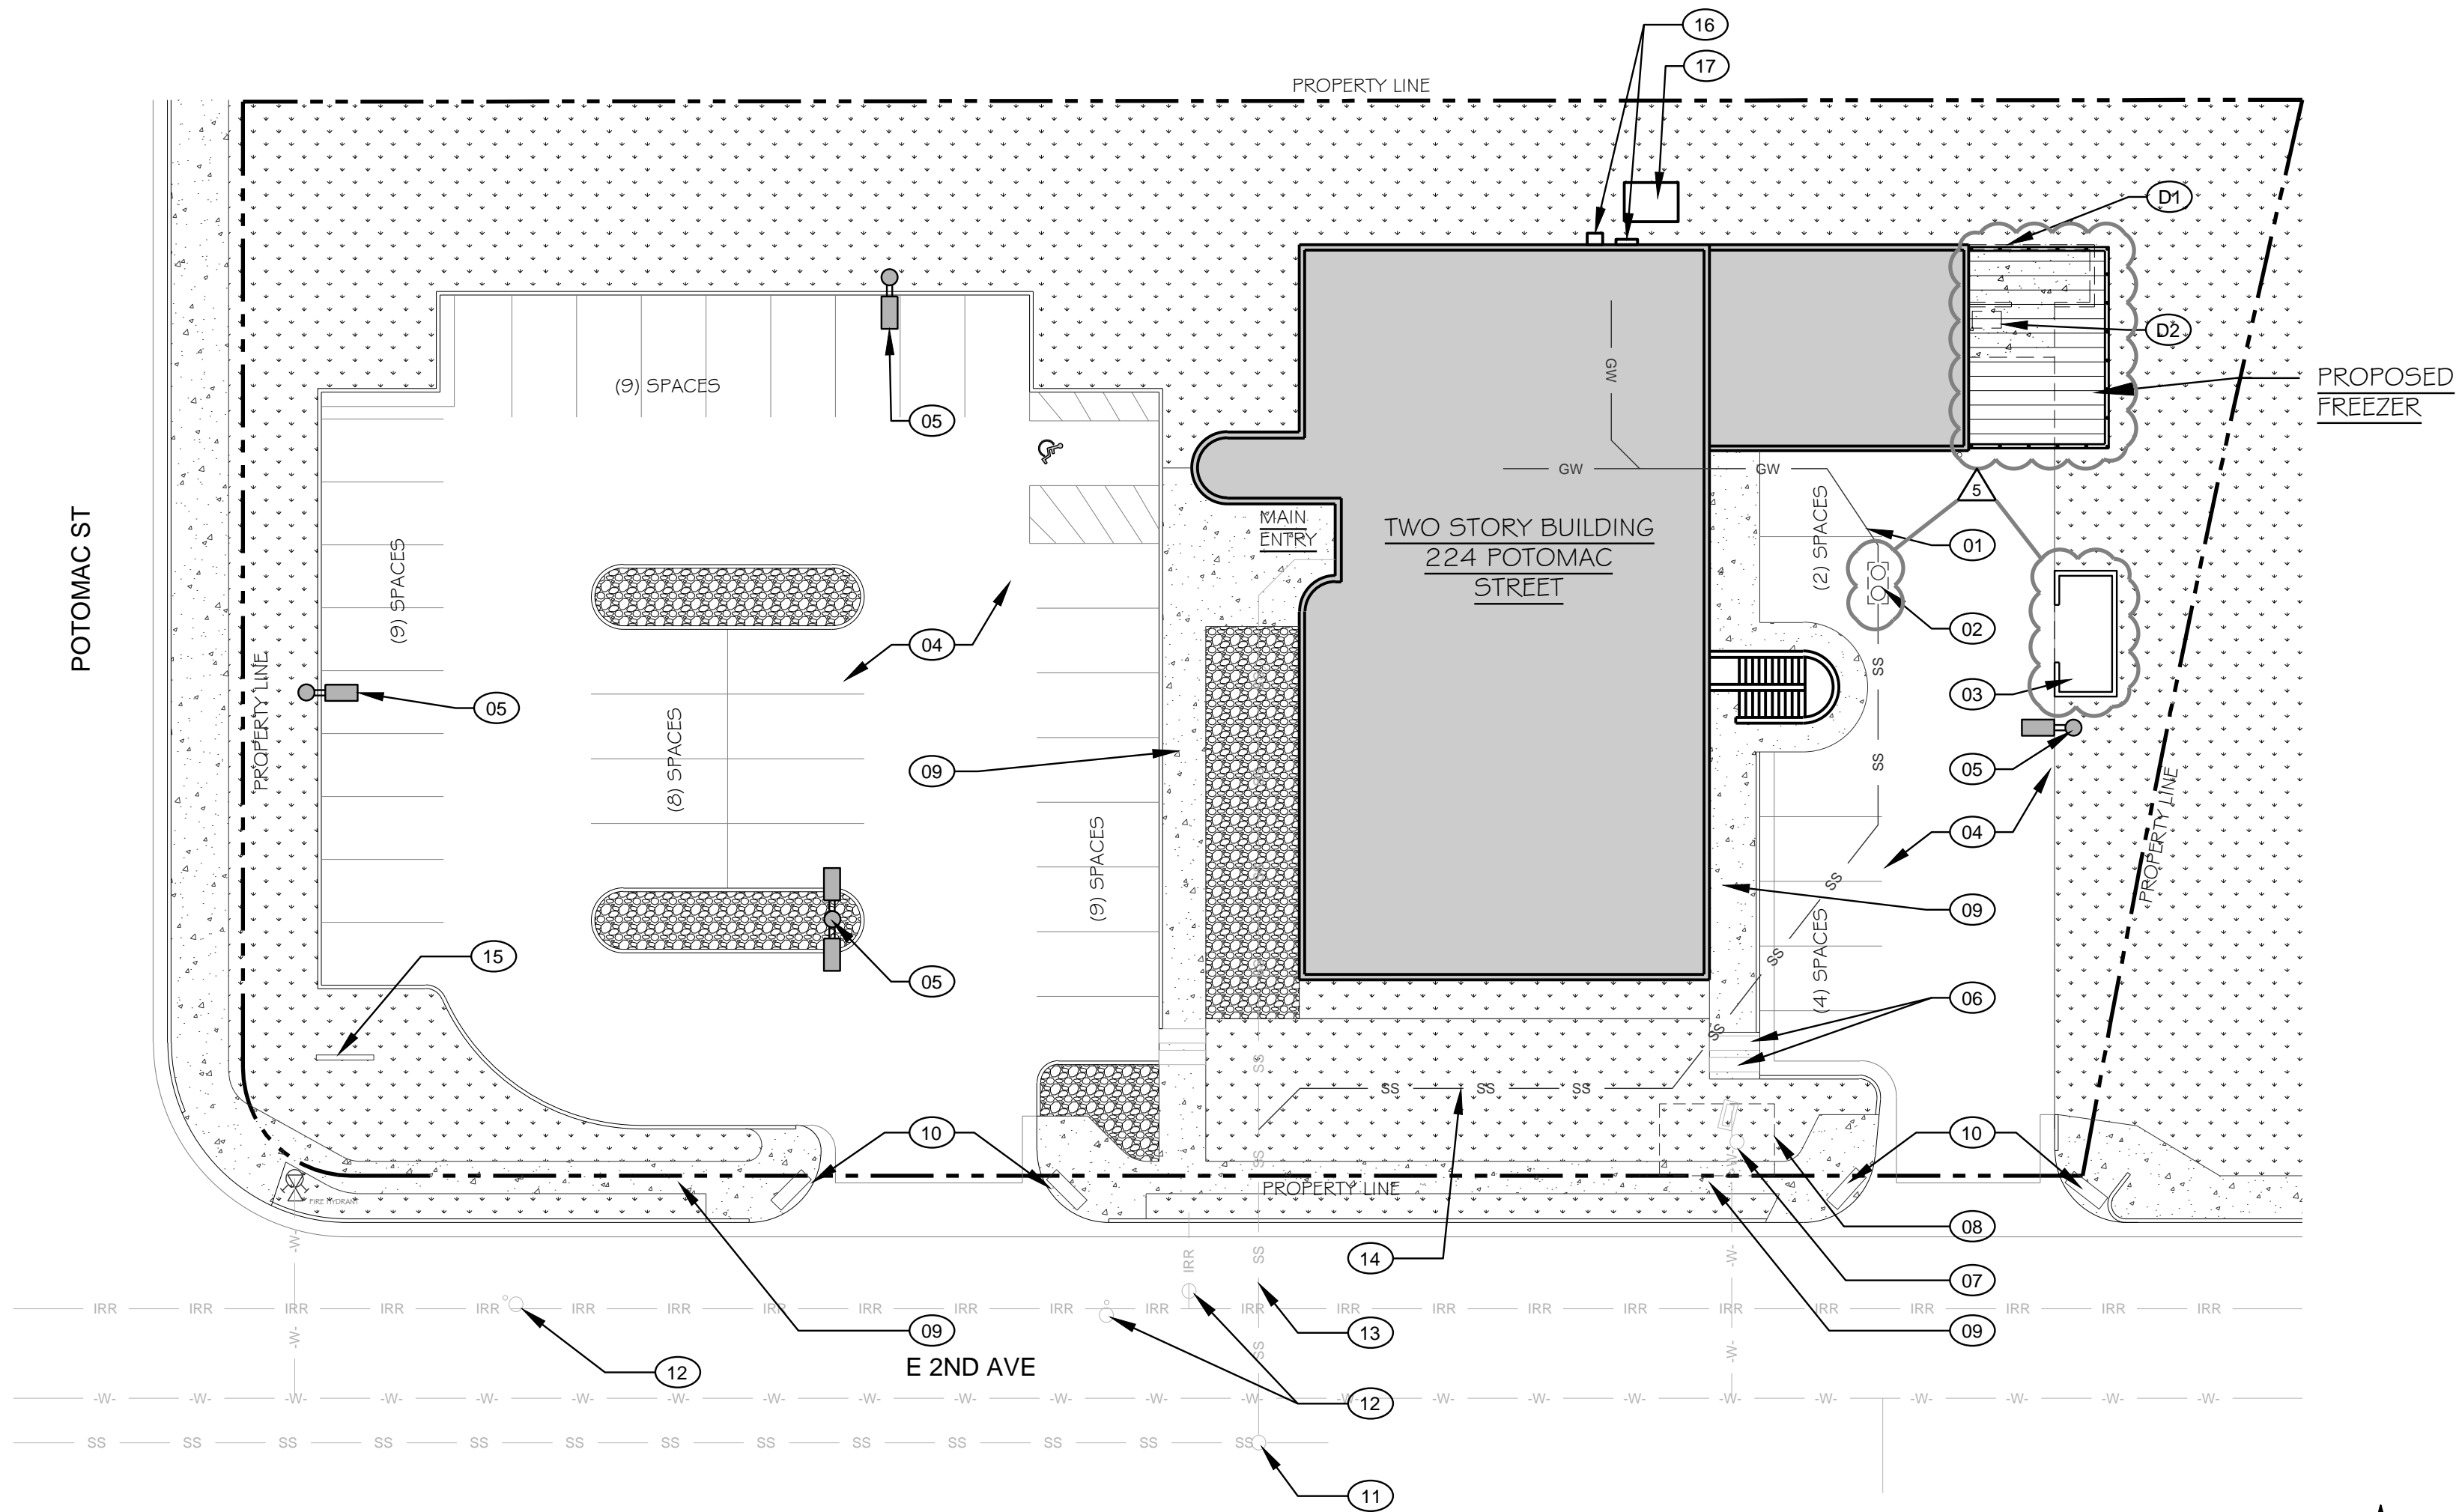 16
17
PROPERTY LINE
D1
D2
PROPOSED
FREEZER
(9) SPACES
05
GW
GW
GW
5
MAIN
ENTRY
TWO STORY BUILDING
224 POTOMAC
STREET
(2) SPACES
01
02
03
POTOMAC ST
(9) SPACES
04
SS
PROPERTY LINE
05
(8) SPACES
09
SS
05
PROPERTY LINE
04
(9) SPACES
SS
09
15
05
SS
(4) SPACES
06
SS
SS
SS SS SS
10
10
SS
PROPERTY LINE
FIRE HYDRANT
-W-
08
14
IRR
SS
-W-
07
IRR IRR IRR IRR IRR IRR IRR IRR IRR IRR IRR IRR IRR IRR IRR IRR IRR IRR IRR IRR IRR IRR IRR
-W-
09
13
09
SS
-W-
E 2ND AVE
12
12
-W- -W- -W- -W- -W- -W- -W- -W- -W- -W- -W- -W- -W- -W- -W- -W- -W- -W- -W- -W- -W- -W- -W-
SS SS SS SS SS SS SS SS SS SS SS SS SS
11